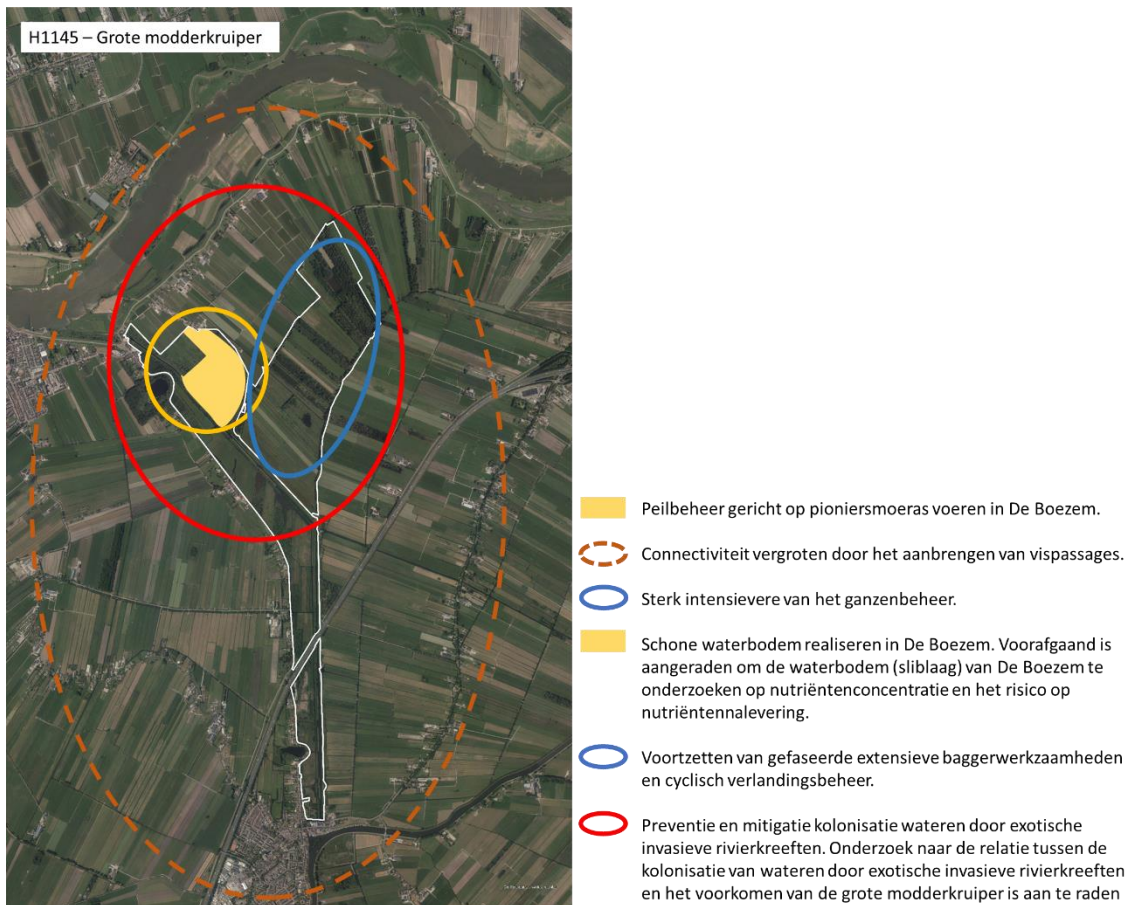 H1145 – Grote modderkruiper
Peilbeheer gericht op pioniersmoeras voeren in De Boezem.
Connectiviteit vergroten door het aanbrengen van vispassages.
Sterk intensievere van het ganzenbeheer.
Schone waterbodem realiseren in De Boezem. Voorafgaand is
aangeraden om de waterbodem (sliblaag) van De Boezem te
onderzoeken op nutriëntenconcentratie en het risico op
nutriëntennalevering.
Voortzetten van gefaseerde extensieve baggerwerkzaamheden
en cyclisch verlandingsbeheer.
Preventie en mitigatie kolonisatie wateren door exotische
invasieve rivierkreeften. Onderzoek naar de relatie tussen de
kolonisatie van wateren door exotische invasieve rivierkreeften
en het voorkomen van de grote modderkruiper is aan te raden